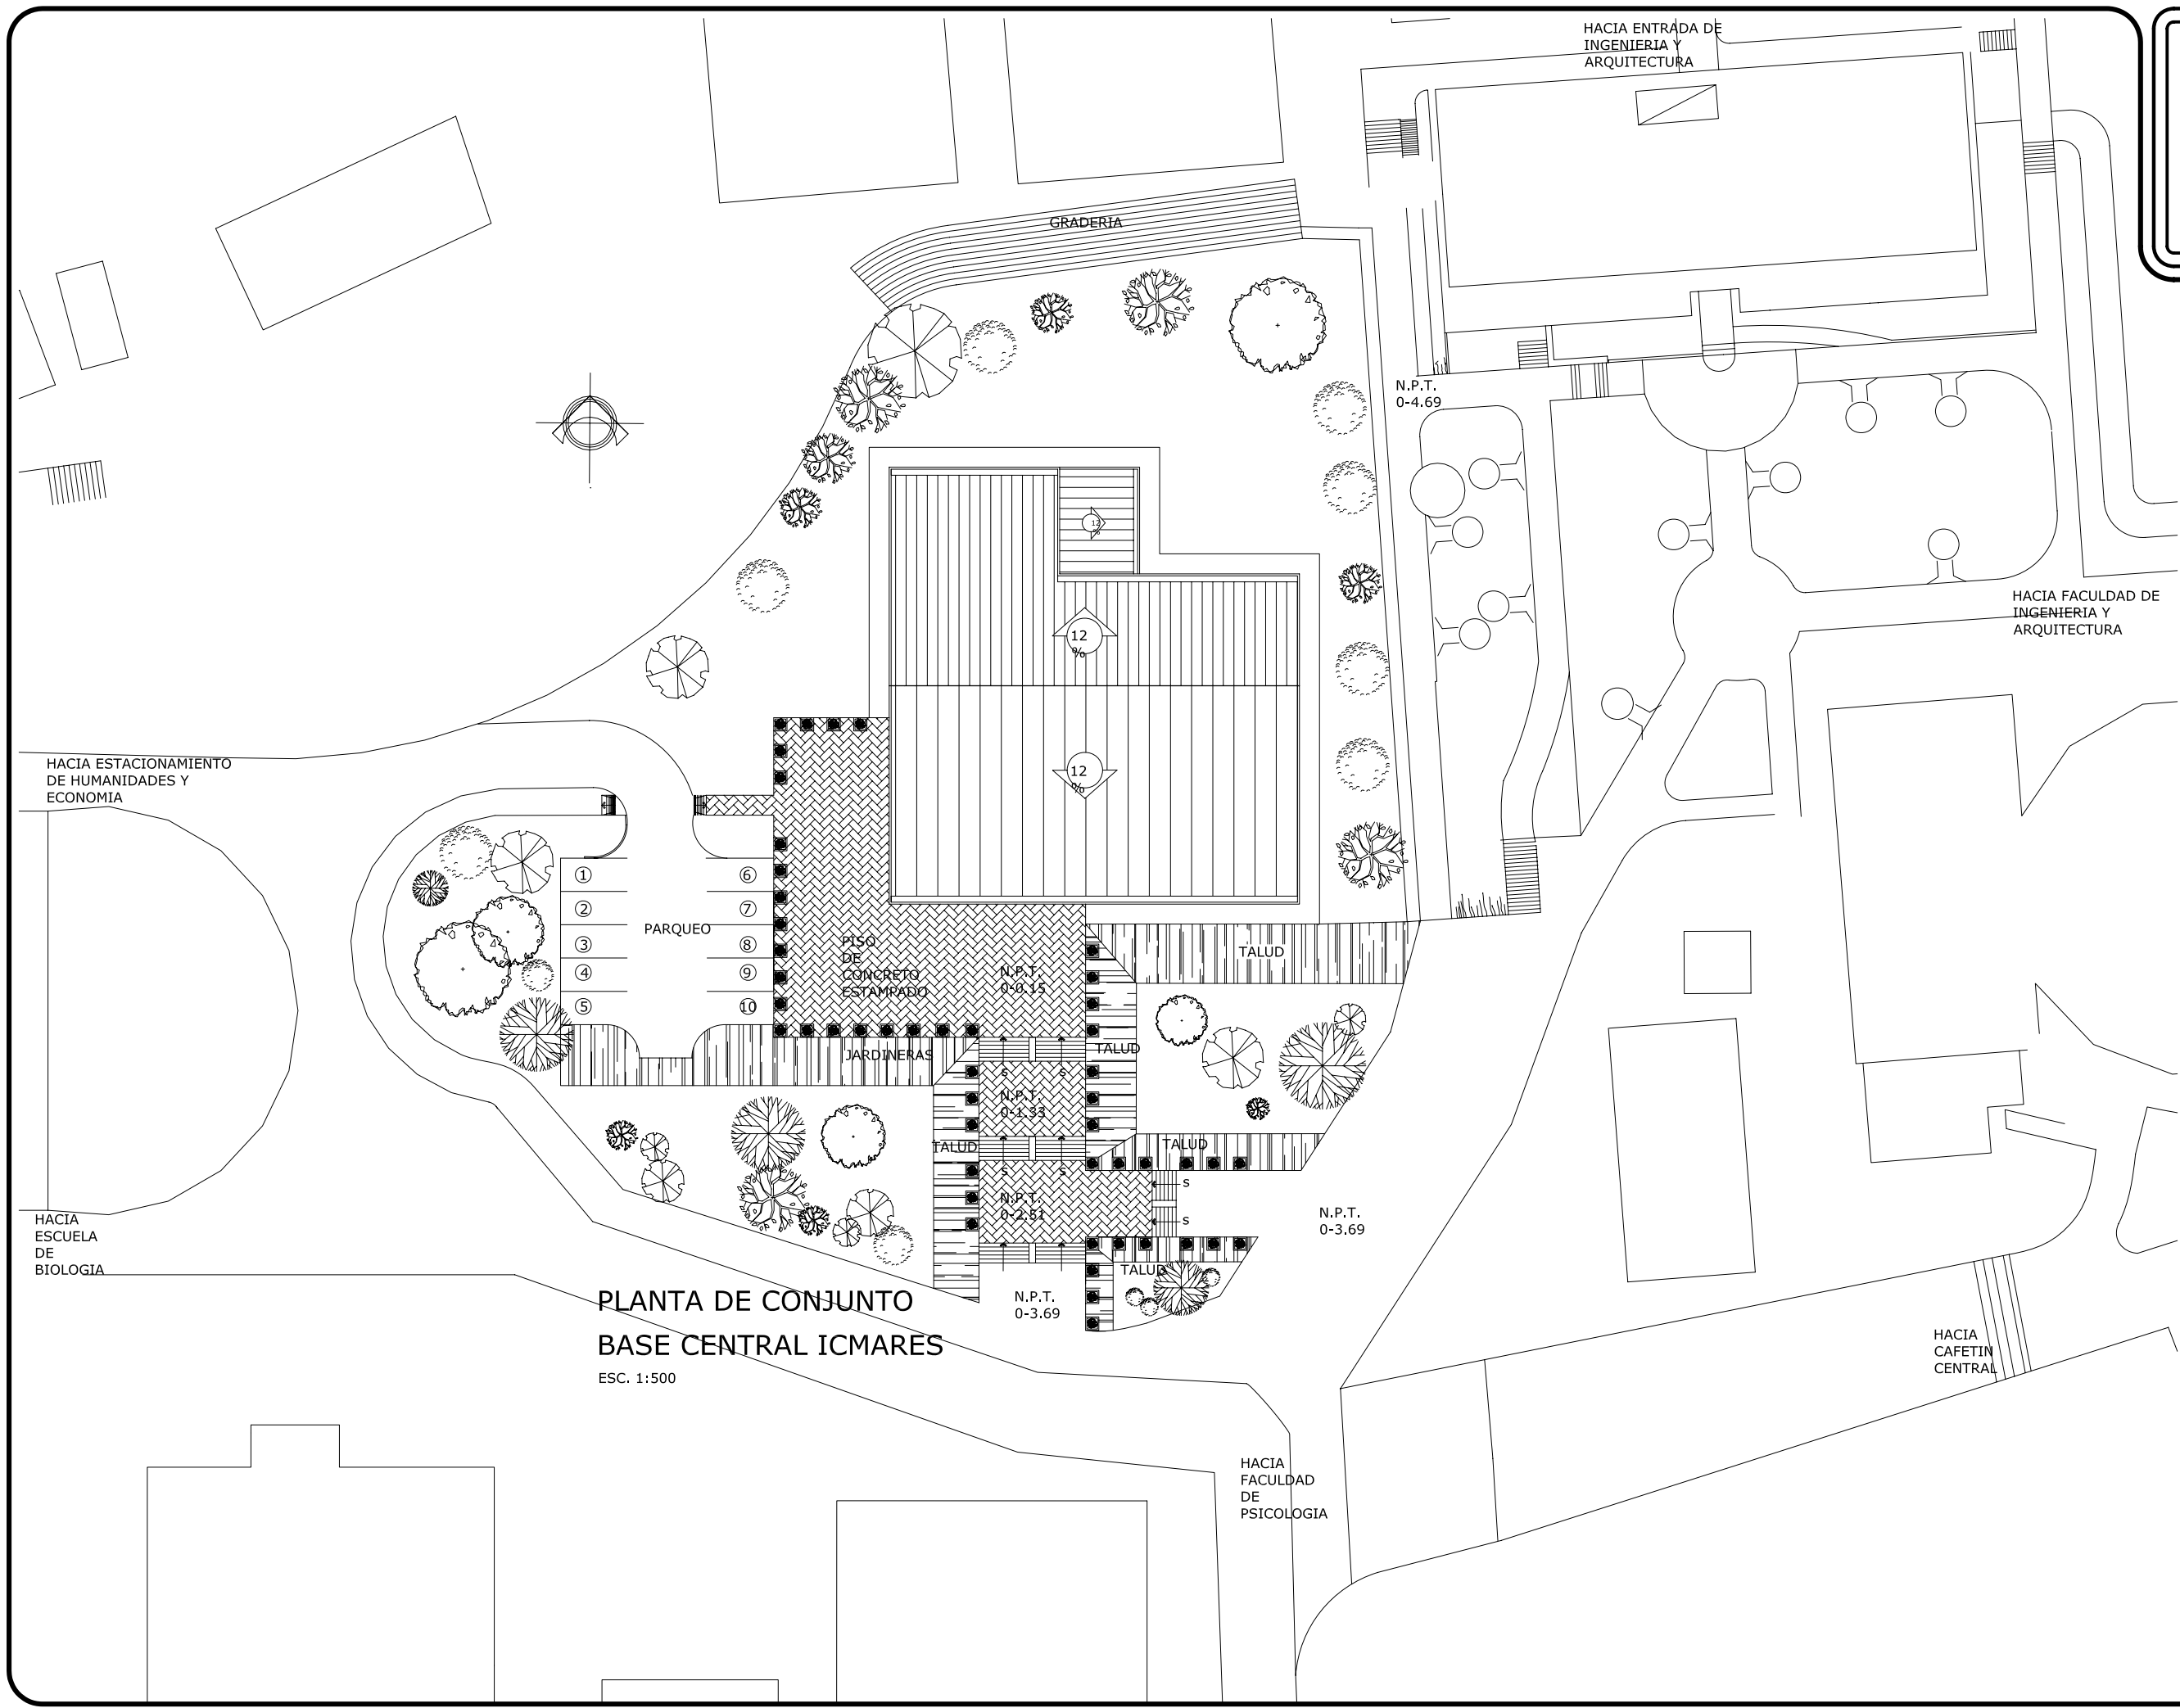 HACIA ENTRADA DE
INGENIERIA Y
ARQUITECTURA
GRADERIA
N.P.T.
0-4.69
12
%
12
%
12
%
HACIA FACULDAD DE
INGENIERIA Y
ARQUITECTURA
HACIA ESTACIONAMIENTO
DE HUMANIDADES Y
ECONOMIA
1
2
3
4
5
PARQUEO
6
7
8
9
10
PISO
DE
CONCRETO
ESTAMPADO
N.P.T.
0-0.15
TALUD
JARDINERAS
TALUD
S
S
N.P.T.
0-1.33
TALUD
TALUD
S
S
N.P.T.
0-2.51
S
S
N.P.T.
0-3.69
TALUD
N.P.T.
0-3.69
HACIA
ESCUELA
DE
BIOLOGIA
PLANTA DE CONJUNTO
BASE CENTRAL ICMARES
ESC. 1:500
HACIA
CAFETIN
CENTRAL
HACIA
FACULDAD
DE
PSICOLOGIA